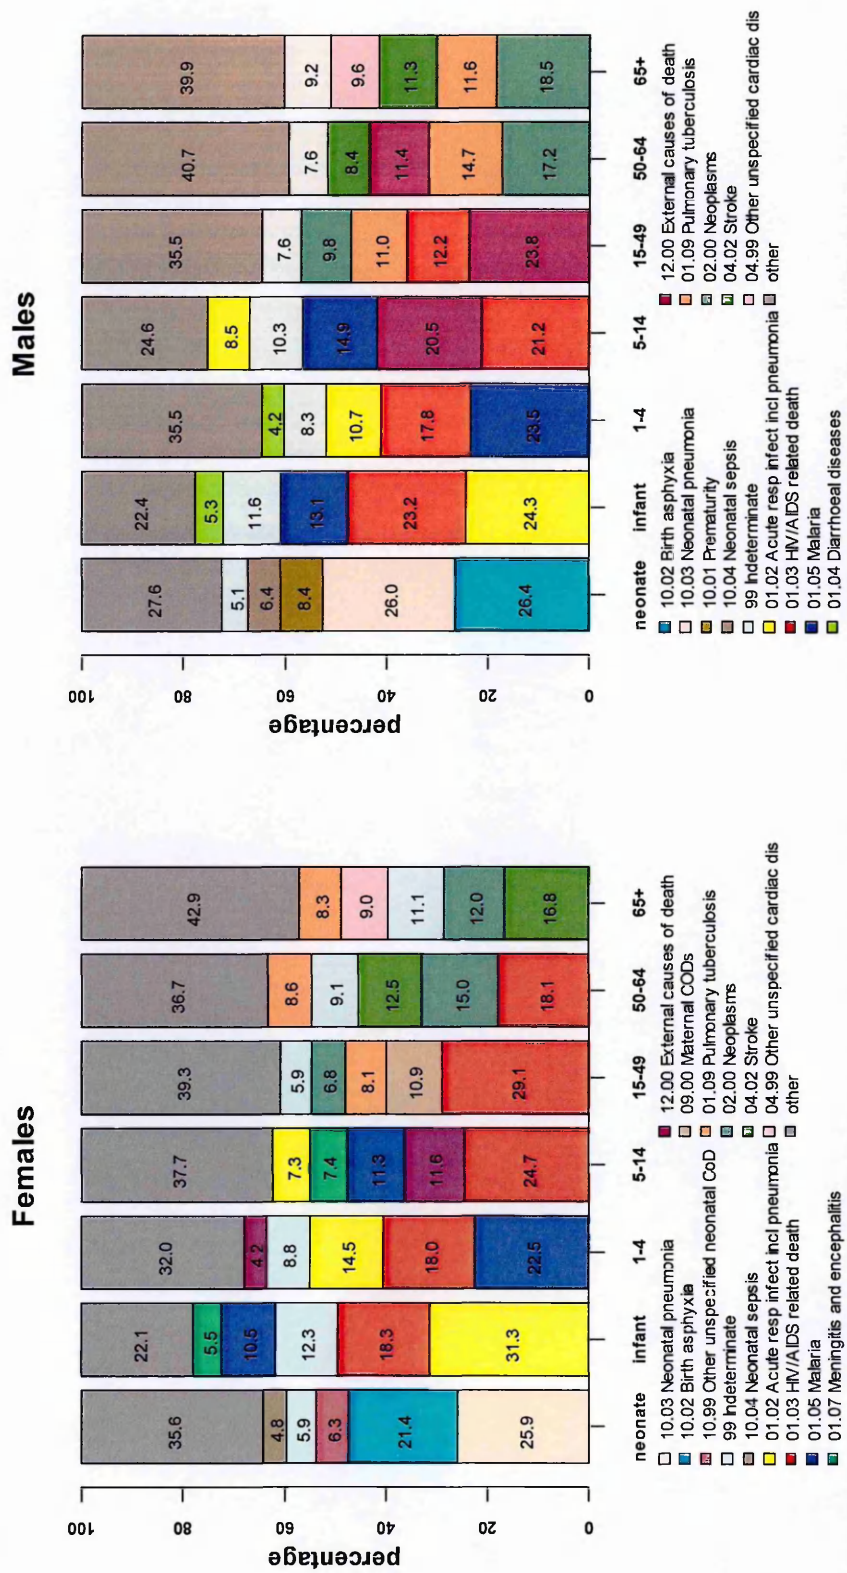 Males
39.9
9.2
9.6
11.3
11.6
18.5
65+
40.7
7.6
8.4
11.4
14.7
17.2
50-64
35.5
7.6
9.8
11.0
12.2
23.8
15-49
24.6
8.5
10.3
14.9
20.5
21.2
5-14
35.5
4.2
8.3
10.7
17.8
23.5
1-4
22.4
5.3
11.6
13.1
23.2
24.3
infant
27.6
5.1
6.4
8.4
26.0
26.4
neonate
100
80
60
40
20
0
percentage
10.02 Birth asphyxia
10.03 Neonatal pneumonia
10.01 Prematurity
10.04 Neonatal sepsis
99 Indeterminate
01.02 Acute resp infect incl pneumonia
01.03 HIV/AIDS related death
01.05 Malaria
01.04 Diarrhoeal diseases
12.00 External causes of death
01.09 Pulmonary tuberculosis
02.00 Neoplasms
04.02 Stroke
04.99 Other unspecified cardiac dis
other
Females
42.9
8.3
9.0
11.1
12.0
16.8
65+
36.7
8.6
9.1
12.5
15.0
18.1
50-64
39.3
5.9
6.8
8.1
10.9
29.1
15-49
37.7
7.3
7.4
11.3
11.6
24.7
5-14
32.0
4.2
8.8
14.5
18.0
22.5
1-4
22.1
5.5
10.5
12.3
18.3
31.3
infant
35.6
4.8
5.9
6.3
21.4
25.9
neonate
100
80
60
40
20
0
percentage
10.03 Neonatal pneumonia
10.02 Birth asphyxia
10.99 Other unspecified neonatal CoD
99 Indeterminate
10.04 Neonatal sepsis
01.02 Acute resp infect incl pneumonia
01.03 HIV/AIDS related death
01.05 Malaria
01.07 Meningitis and encephalitis
12.00 External causes of death
09.00 Maternal CODs
01.09 Pulmonary tuberculosis
02.00 Neoplasms
04.02 Stroke
04.99 Other unspecified cardiac dis
other